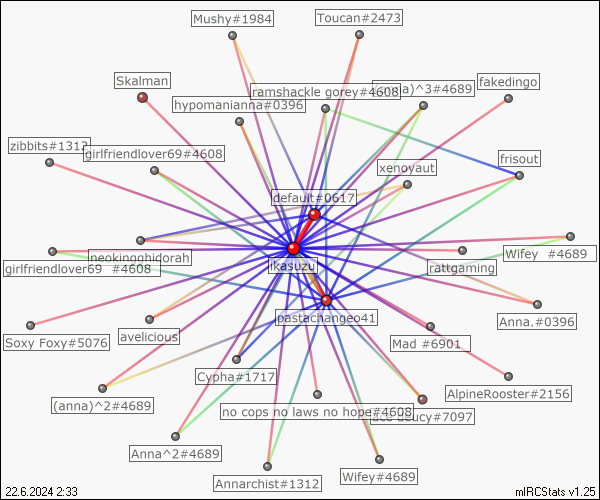 Mushy#1984
Toucan#2473
Skalman
ramshackle gorey#4608
)^3#4689
fakedingo
hypomanianna#0396
zibbits#1312
girlfriendlover69#4608
xenoyaut
frisout
default#0617
neokingghidorah
Wifey #4689
girlfriendlover69 #4608
ikasuzu
rattgaming
Anna.#0396
pastachangeo41
Soxy Foxy#5076
avelicious
Mad #6901
Cypha#1717
AlpineRooster#2156
(anna)^2#4689
no cops no laws no hope#4608
deucy#7097
Anna^2#4689
Annarchist#1312
Wifey#4689
22.6.2024 2:33
mIRCStats v1.25